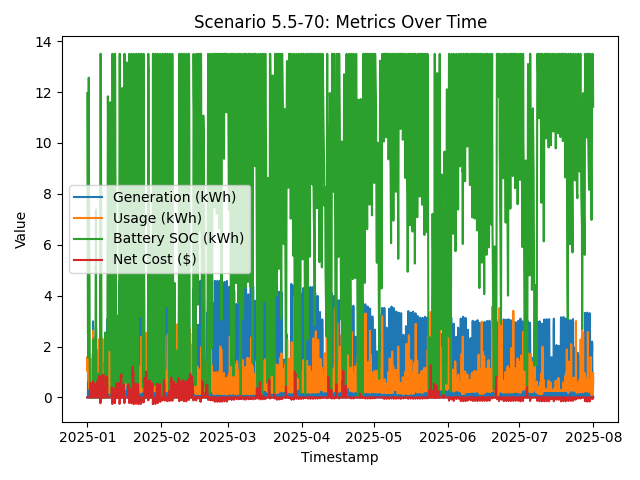 Scenario 5.5-70: Metrics Over Time
Value
14
12
10
8
6
4
2
0
Generation (kWh)
Usage (kWh)
Battery SOC (kWh)
Net Cost ($)
2025-01 2025-02 2025-03 2025-04 2025-05 2025-06 2025-07 2025-08
Timestamp